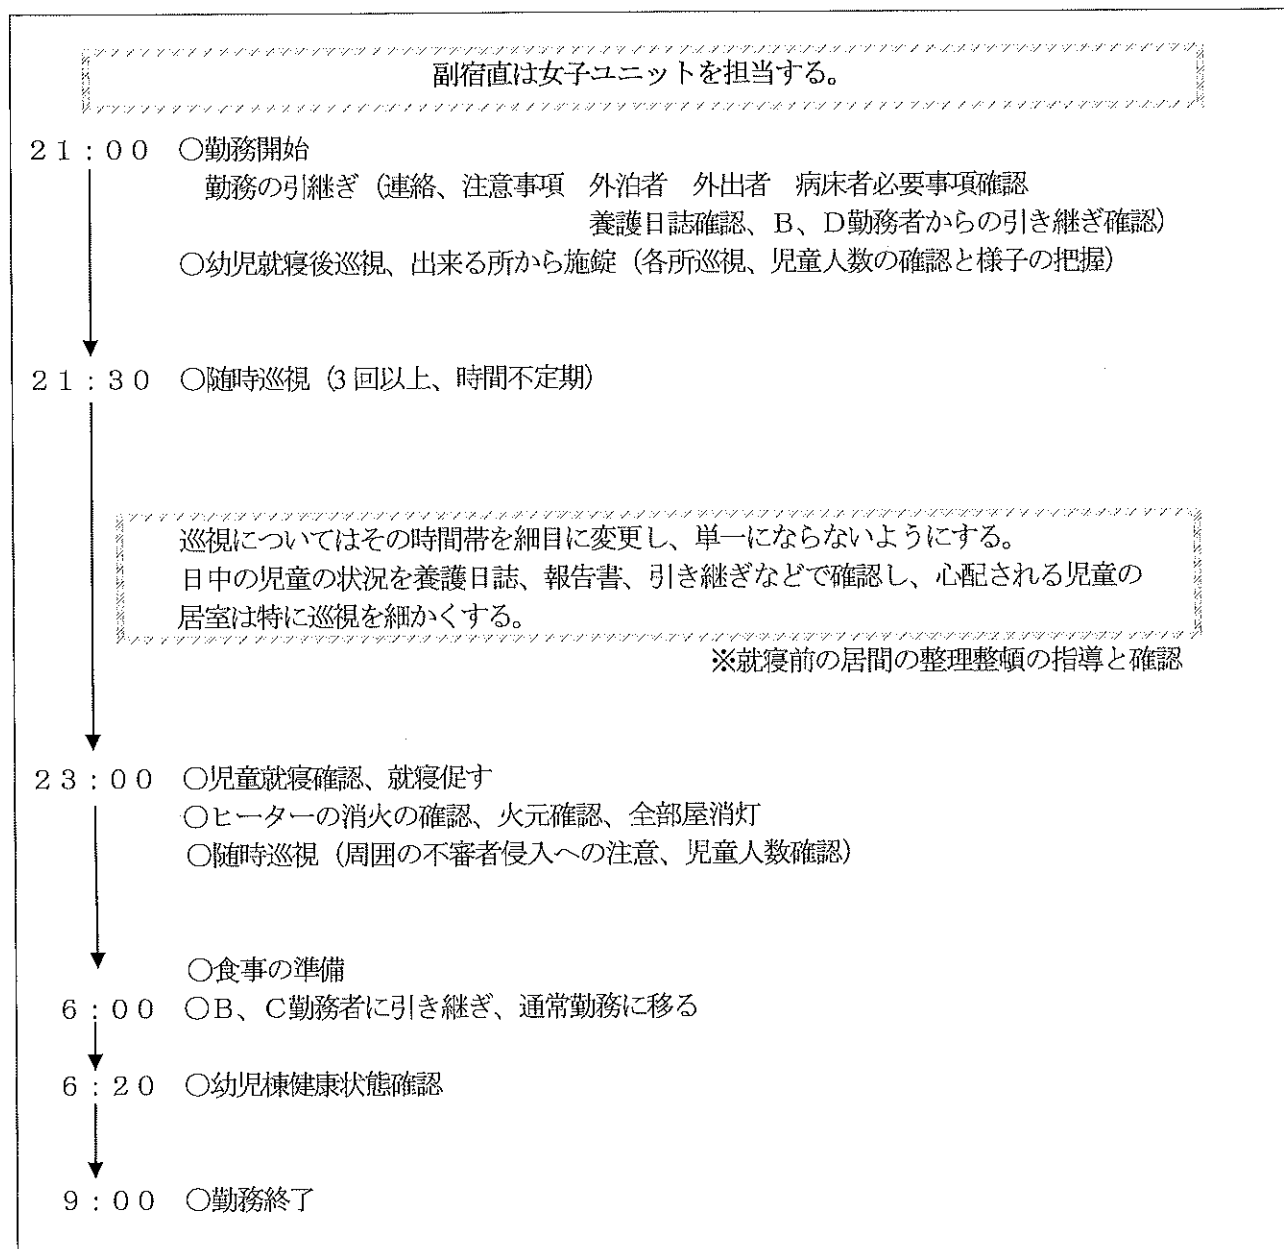 副宿直は女子ユニットを担当する。
21:00 ○勤務開始
勤務の引継ぎ（連絡、注意事項 外泊者 外出者 病床者必要事項確認
養護日誌確認、B、D勤務者からの引き継ぎ確認）
○幼児就寝後巡視、出来る所から施錠（各所巡視、児童人数の確認と様子の把握）
21:30 ○随時巡視（3回以上、時間不定期）
巡視についてはその時間帯を細目に変更し、単一にならないようにする。
日中の児童の状況を養護日誌、報告書、引き継ぎなどで確認し、心配される児童の
居室は特に巡視を細かくする。
※就寝前の居間の整理整頓の指導と確認
23:00 ○児童就寝確認、就寝促す
○ヒーターの消火の確認、火元確認、全部屋消灯
○随時巡視（周囲の不審者侵入への注意、児童人数確認）
○食事の準備
6:00 ○B、C勤務者に引き継ぎ、通常勤務に移る
6:20 ○幼児棟健康状態確認
9:00 ○勤務終了